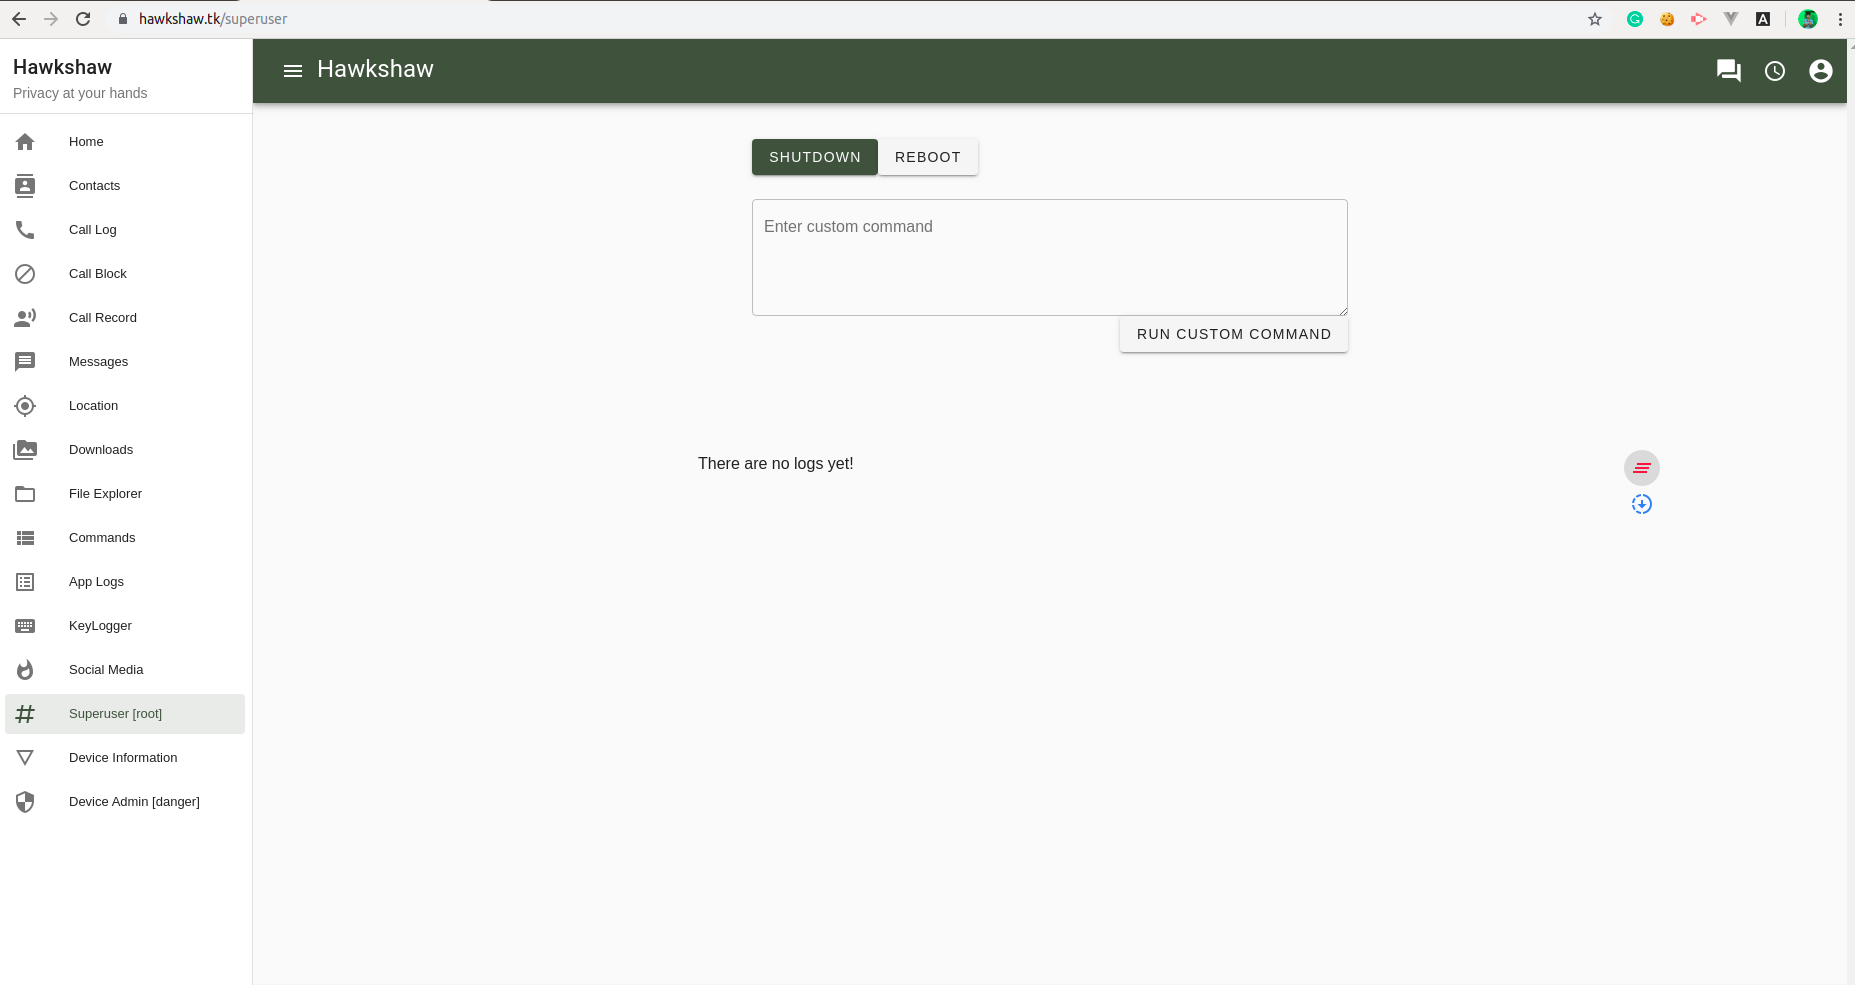 hawkshaw.tk/superuser
Hawkshaw
Privacy at your hands
Home
Contacts
Call Log
Call Block
Call Record
Messages
Location
Downloads
File Explorer
Commands
App Logs
KeyLogger
Social Media
Superuser [root]
Device Information
Device Admin [danger]
Hawkshaw
SHUTDOWN
REBOOT
Enter custom command
RUN CUSTOM COMMAND
There are no logs yet!